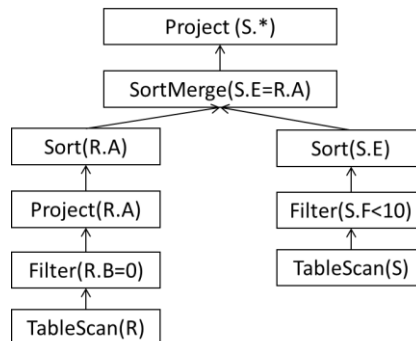 Project (S.*)
SortMerge(S.E=R.A)
Sort(R.A)
Sort(S.E)
Project(R.A)
Filter(S.F<10)
Filter(R.B=0)
TableScan(S)
TableScan(R)